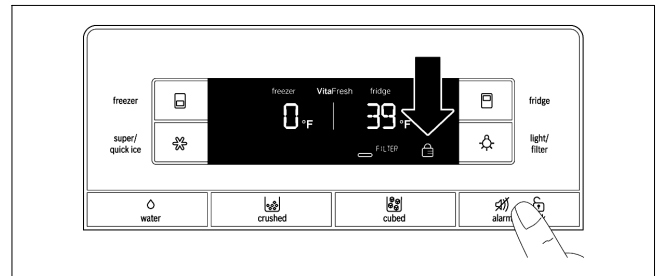 freezer VitaFresh fridge
0 °F 39 °F
FILTER
freezer
super/
quick ice
fridge
light/
filter
water crushed cubed alarm